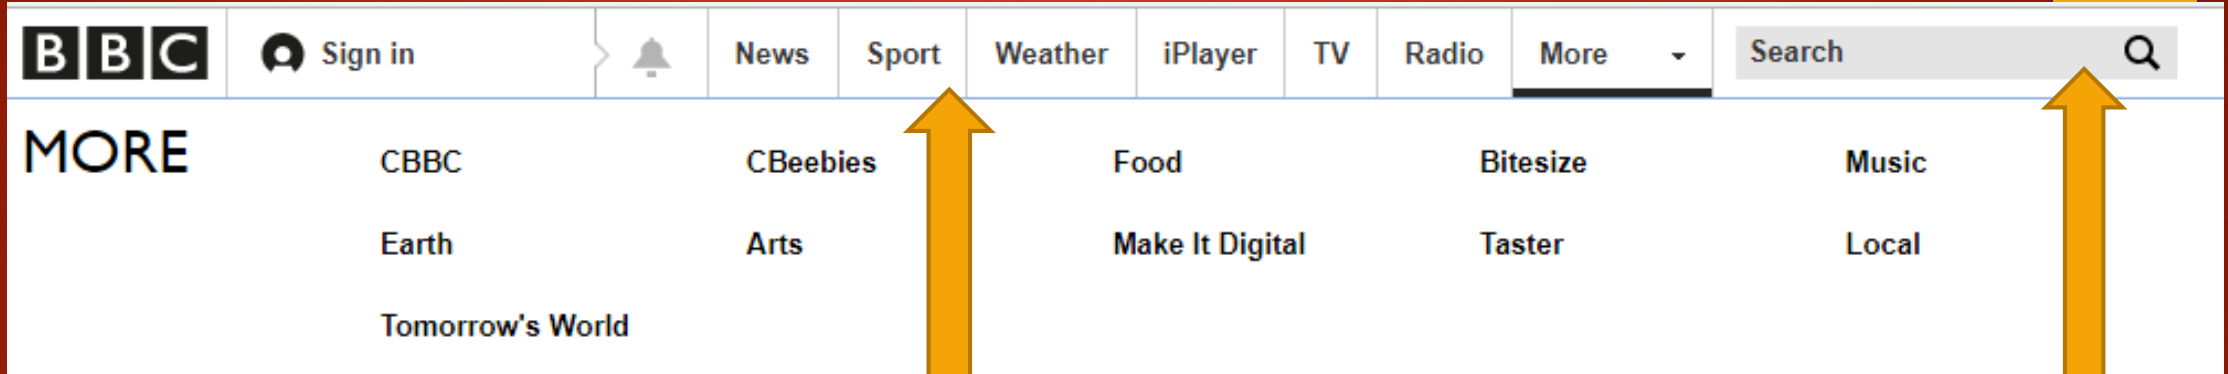 BBC Sign in News Sport Weather iPlayer TV Radio More Search
MORE CBBC CBeebies Food Bitesize Music
Earth Arts Make It Digital Taster Local
Tomorrow's World